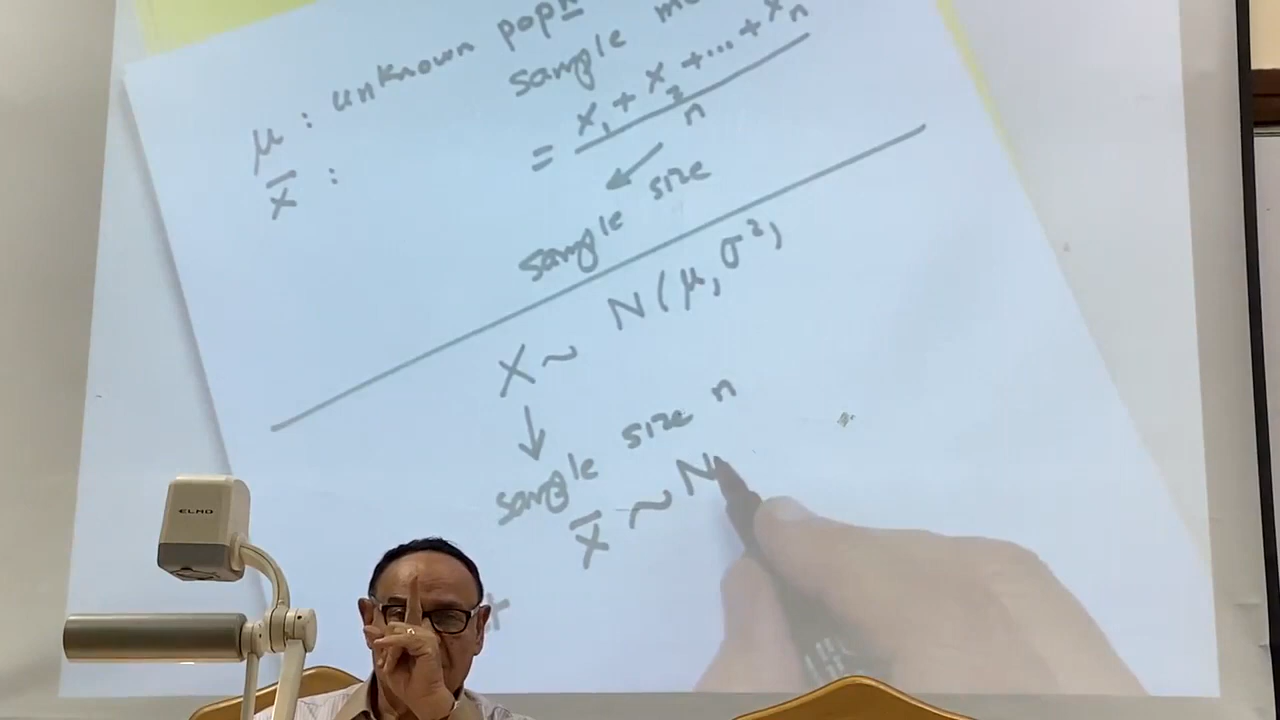 μ : unknown popn
x̄ : sample
= x₁ + x₂ + ... + xₙ
n
sample size
X ~ N(μ, σ²)
sample size n
x̄ ~ N
ELMO